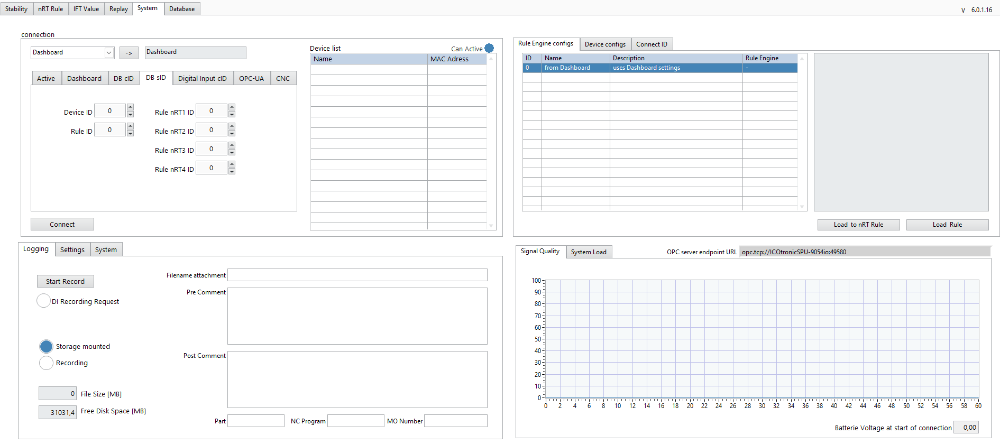 Stability nRT Rule IFT Value Replay System Database
V 6.0.1.16
connection
Dashboard -> Dashboard
Active Dashboard DB cID DB sID Digital Input cID OPC-UA CNC
Device ID 0 Rule nRT1 ID 0
Rule ID 0 Rule nRT2 ID 0
Rule nRT3 ID 0
Rule nRT4 ID 0
Connect
Device list Can Active
Name MAC Adress
Rule Engine configs Device configs Connect ID
ID Name Description Rule Engine
0 from Dashboard uses Dashboard settings -
Load to nRT Rule Load Rule
Logging Settings System
Start Record
DI Recording Request
Storage mounted
Recording
0 File Size [MB]
31031,4 Free Disk Space [MB]
Filename attachment
Pre Comment
Post Comment
Part NC Program MO Number
Signal Quality System Load OPC server endpoint URL opc.tcp://ICOtronicSPU-9054io:49580
100
90
80
70
60
50
40
30
20
10
0
0 2 4 6 8 10 12 14 16 18 20 22 24 26 28 30 32 34 36 38 40 42 44 46 48 50 52 54 56 58 60
Batterie Voltage at start of connection 0,00